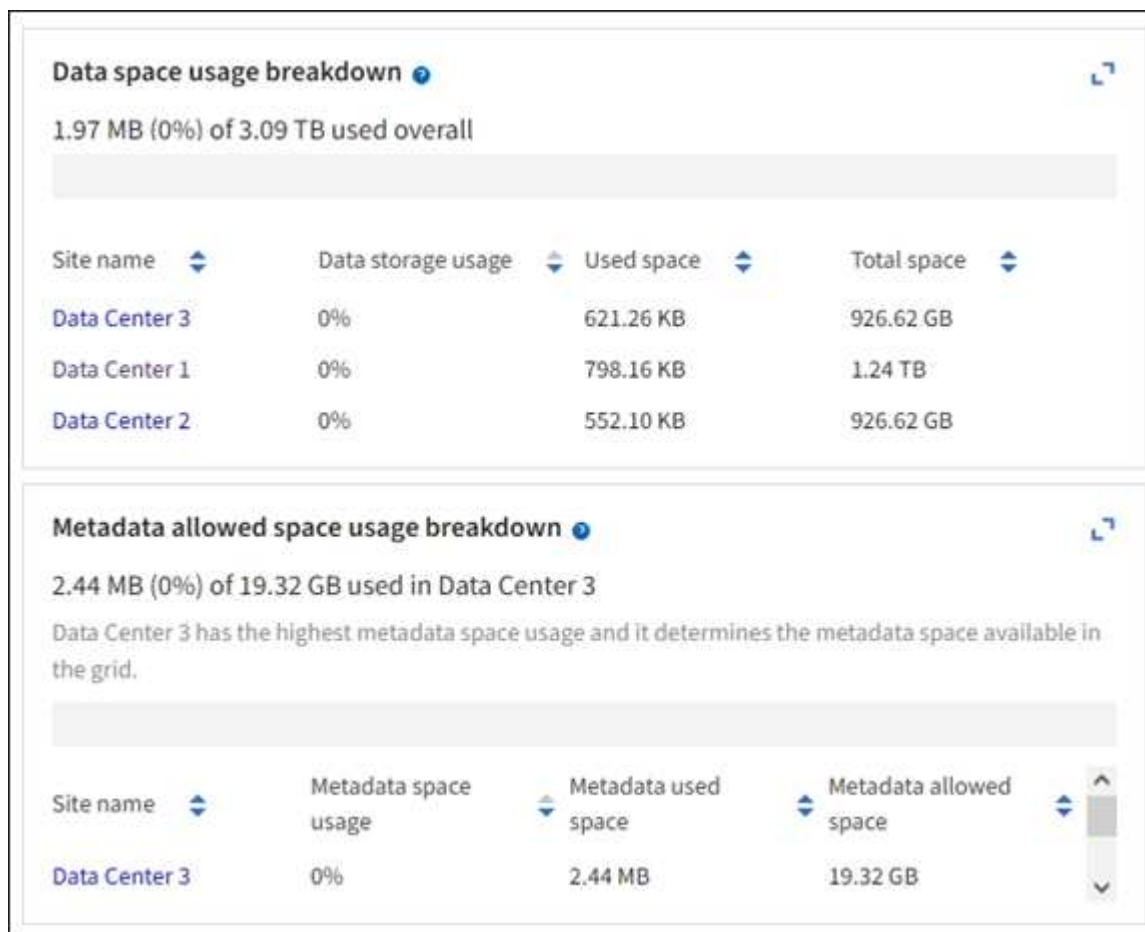 Data space usage breakdown ?
1.97 MB (0%) of 3.09 TB used overall
Site name Data storage usage Used space Total space
Data Center 3 0% 621.26 KB 926.62 GB
Data Center 1 0% 798.16 KB 1.24 TB
Data Center 2 0% 552.10 KB 926.62 GB
Metadata allowed space usage breakdown ?
2.44 MB (0%) of 19.32 GB used in Data Center 3
Data Center 3 has the highest metadata space usage and it determines the metadata space available in
the grid.
Site name Metadata space usage Metadata used space Metadata allowed space
Data Center 3 0% 2.44 MB 19.32 GB